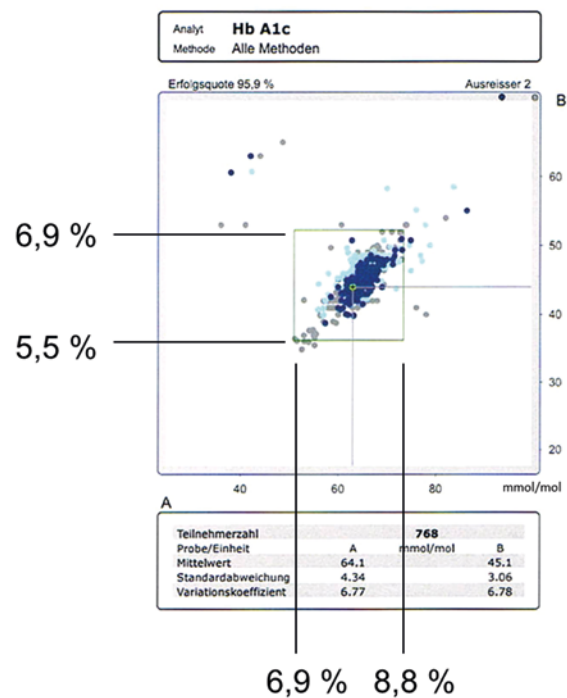 Analyt Hb A1c
Methode Alle Methoden
Erfolgsquote 95,9 % Ausreisser 2
B
60
6,9 %
50
40
5,5 %
30
20
40 60 80 mmol/mol
A
Teilnehmerzahl 768
Probe/Einheit A mmol/mol B
Mittelwert 64.1 45.1
Standardabweichung 4.34 3.06
Variationskoeffizient 6.77 6.78
6,9 % 8,8 %